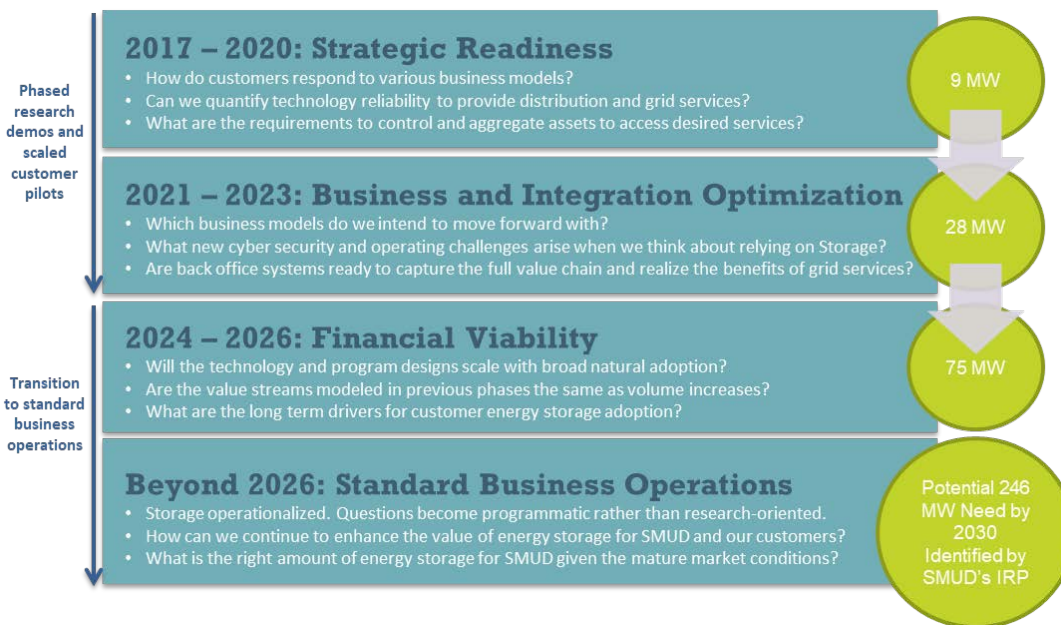 Phased
research
demos and
scaled
customer
pilots
2017 – 2020: Strategic Readiness
• How do customers respond to various business models?
• Can we quantify technology reliability to provide distribution and grid services?
• What are the requirements to control and aggregate assets to access desired services?
9 MW
2021 – 2023: Business and Integration Optimization
• Which business models do we intend to move forward with?
• What new cyber security and operating challenges arise when we think about relying on Storage?
• Are back office systems ready to capture the full value chain and realize the benefits of grid services?
28 MW
Transition
to standard
business
operations
2024 – 2026: Financial Viability
• Will the technology and program designs scale with broad natural adoption?
• Are the value streams modeled in previous phases the same as volume increases?
• What are the long term drivers for customer energy storage adoption?
75 MW
Beyond 2026: Standard Business Operations
• Storage operationalized. Questions become programmatic rather than research-oriented.
• How can we continue to enhance the value of energy storage for SMUD and our customers?
• What is the right amount of energy storage for SMUD given the mature market conditions?
Potential 246
MW Need by
2030
Identified by
SMUD's IRP